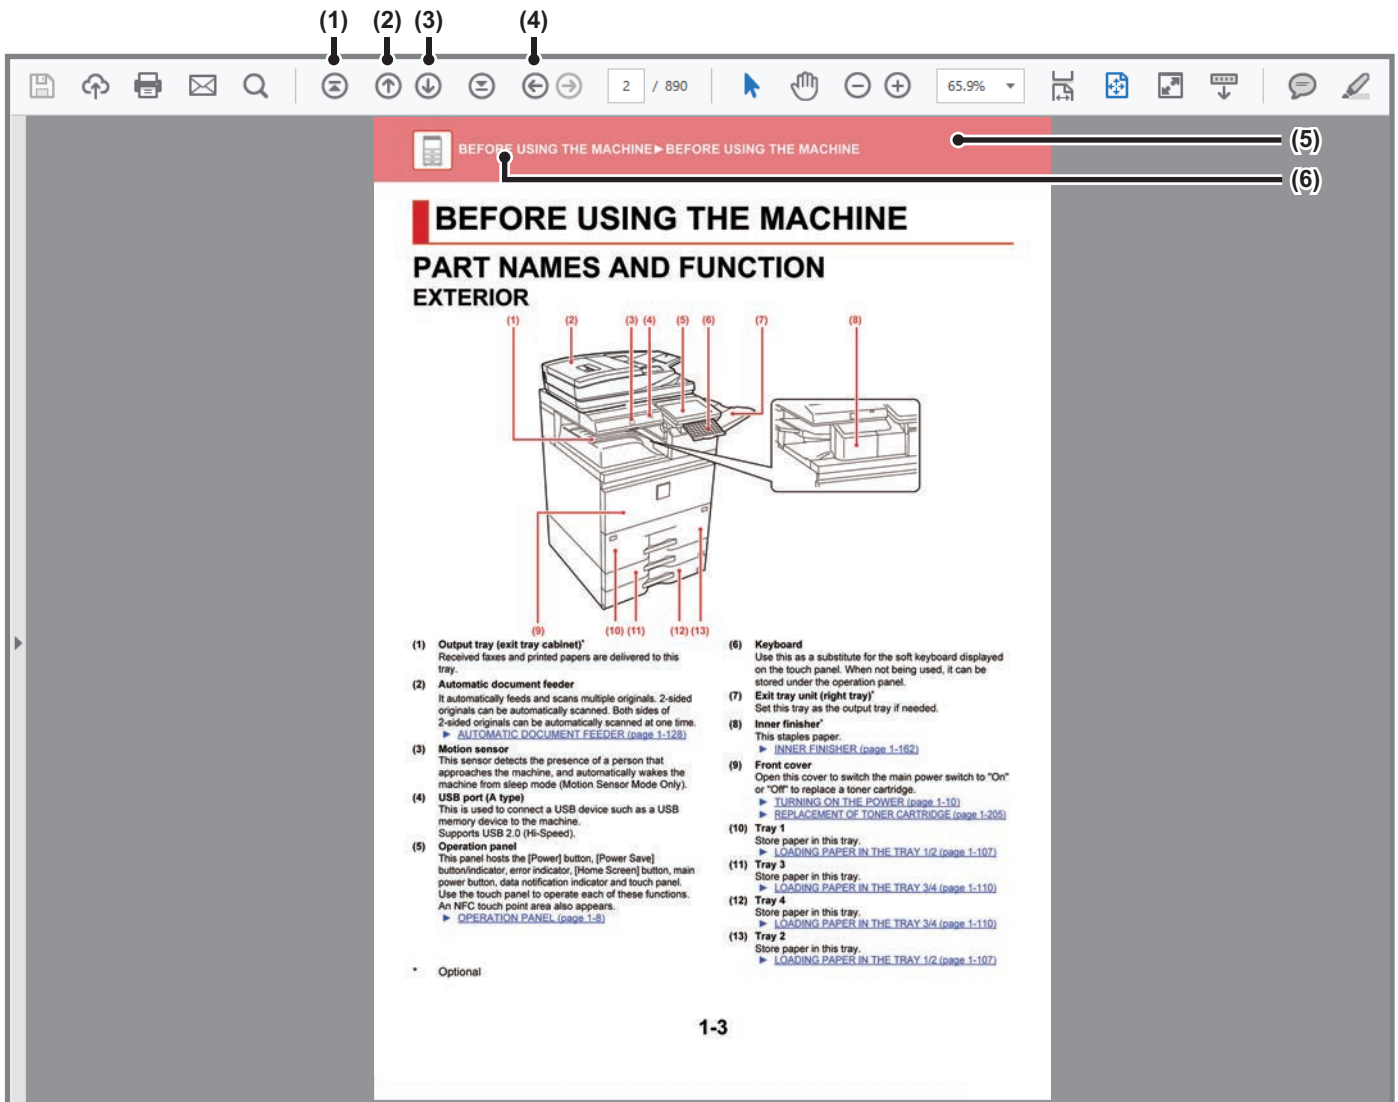 (1) (2) (3) (4)
2 / 890 65.9%
BEFORE USING THE MACHINE►BEFORE USING THE MACHINE
(5)
(6)
BEFORE USING THE MACHINE
PART NAMES AND FUNCTION
EXTERIOR
(1) (2) (3) (4) (5) (6) (7) (8)
(9) (10) (11) (12) (13)
(1) Output tray (exit tray cabinet)*
Received faxes and printed papers are delivered to this
tray.
(2) Automatic document feeder
It automatically feeds and scans multiple originals. 2-sided
originals can be automatically scanned. Both sides of
2-sided originals can be automatically scanned at one time.
► AUTOMATIC DOCUMENT FEEDER (page 1-128)
(3) Motion sensor
This sensor detects the presence of a person that
approaches the machine, and automatically wakes the
machine from sleep mode (Motion Sensor Mode Only).
(4) USB port (A type)
This is used to connect a USB device such as a USB
memory device to the machine.
Supports USB 2.0 (Hi-Speed).
(5) Operation panel
This panel hosts the [Power] button, [Power Save]
button/indicator, error indicator, [Home Screen] button, main
power button, data notification indicator and touch panel.
Use the touch panel to operate each of these functions.
An NFC touch point area also appears.
► OPERATION PANEL (page 1-8)
(6) Keyboard
Use this as a substitute for the soft keyboard displayed
on the touch panel. When not being used, it can be
stored under the operation panel.
(7) Exit tray unit (right tray)*
Set this tray as the output tray if needed.
(8) Inner finisher*
This staples paper.
► INNER FINISHER (page 1-162)
(9) Front cover
Open this cover to switch the main power switch to "On"
or "Off" to replace a toner cartridge.
► TURNING ON THE POWER (page 1-10)
► REPLACEMENT OF TONER CARTRIDGE (page 1-205)
(10) Tray 1
Store paper in this tray.
► LOADING PAPER IN THE TRAY 1/2 (page 1-107)
(11) Tray 3
Store paper in this tray.
► LOADING PAPER IN THE TRAY 3/4 (page 1-110)
(12) Tray 4
Store paper in this tray.
► LOADING PAPER IN THE TRAY 3/4 (page 1-110)
(13) Tray 2
Store paper in this tray.
► LOADING PAPER IN THE TRAY 1/2 (page 1-107)
* Optional
1-3